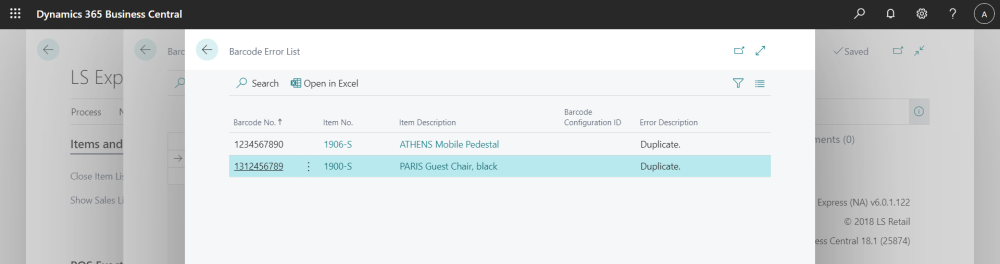 Dynamics 365 Business Central
A
Barc
Barcode Error List
Saved
LS Exp
Search
Open in Excel
Process
Barcode No. ↑
Item No.
Item Description
Barcode
Configuration ID
Error Description
1234567890
1906-S
ATHENS Mobile Pedestal
Duplicate.
ments (0)
Items and
1312456789
1900-S
PARIS Guest Chair, black
Duplicate.
Close Item Lis
Show Sales Li
Express (NA) v6.0.1.122
© 2018 LS Retail
ess Central 18.1 (25874)